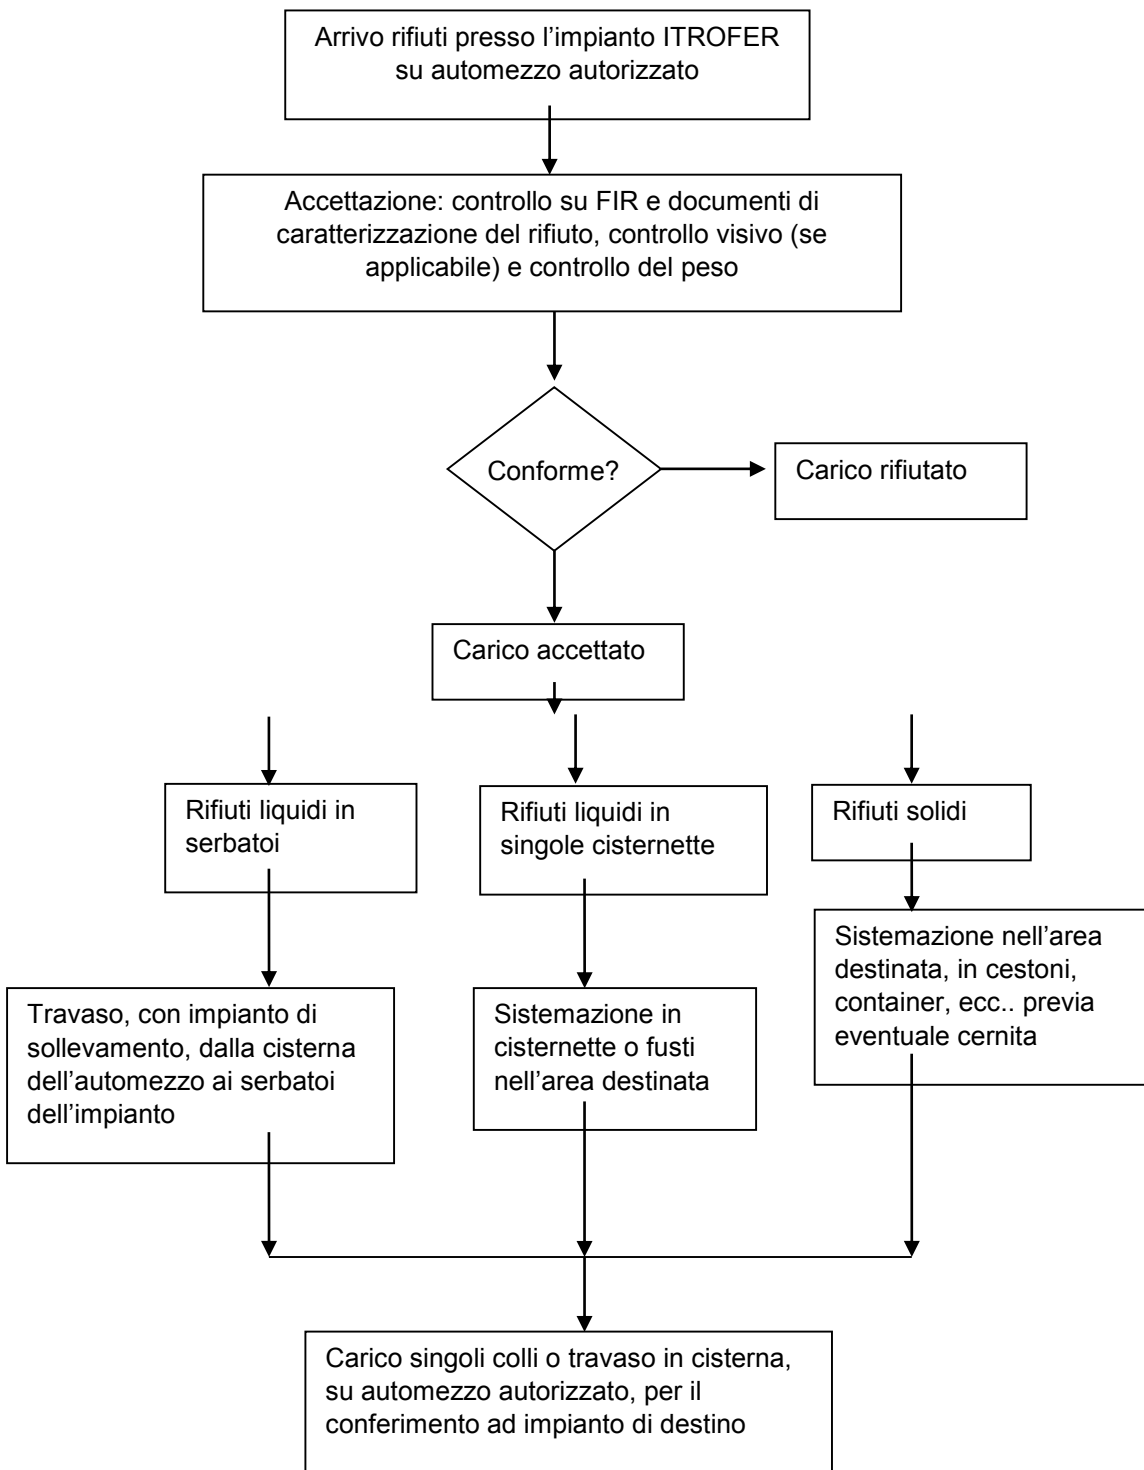 Arrivo rifiuti presso l’impianto ITROFER
su automezzo autorizzato
Accettazione: controllo su FIR e documenti di
caratterizzazione del rifiuto, controllo visivo (se
applicabile) e controllo del peso
Conforme?
Carico rifiutato
Carico accettato
Rifiuti liquidi in
serbatoi
Rifiuti liquidi in
singole cisternette
Rifiuti solidi
Travaso, con impianto di
sollevamento, dalla cisterna
dell’automezzo ai serbatoi
dell’impianto
Sistemazione in
cisternette o fusti
nell’area destinata
Sistemazione nell’area
destinata, in cestoni,
container, ecc.. previa
eventuale cernita
Carico singoli colli o travaso in cisterna,
su automezzo autorizzato, per il
conferimento ad impianto di destino